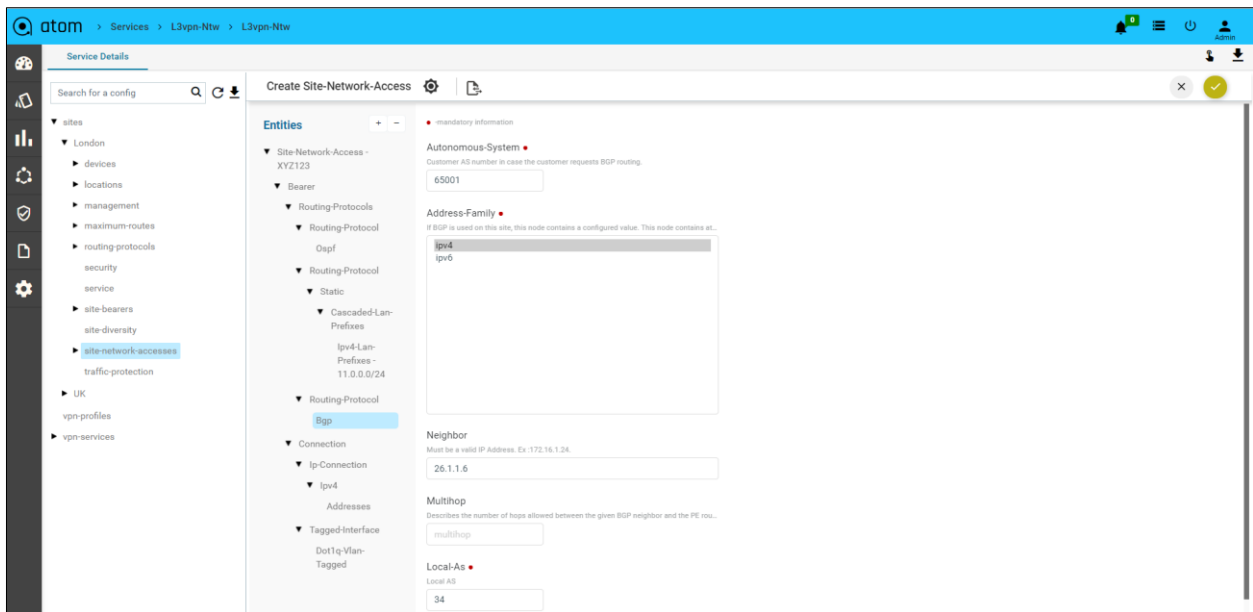 atom > Services > L3vpn-Ntw > L3vpn-Ntw
0
Admin
Service Details
Search for a config
sites
London
devices
locations
management
maximum-routes
routing-protocols
security
service
site-bearers
site-diversity
site-network-accesses
traffic-protection
UK
vpn-profiles
vpn-services
Create Site-Network-Access
Entities
+ -
Site-Network-Access -
XYZ123
Bearer
Routing-Protocols
Routing-Protocol
Ospf
Routing-Protocol
Static
Cascaded-Lan-
Prefixes
Ipv4-Lan-
Prefixes -
11.0.0.0/24
Routing-Protocol
Bgp
Connection
Ip-Connection
Ipv4
Addresses
Tagged-Interface
Dot1q-Vlan-
Tagged
-mandatory information
Autonomous-System
Customer AS number in case the customer requests BGP routing.
65001
Address-Family
If BGP is used on this site, this node contains a configured value. This node contains at...
ipv4
ipv6
Neighbor
Must be a valid IP Address. Ex :172.16.1.24.
26.1.1.6
Multihop
Describes the number of hops allowed between the given BGP neighbor and the PE rou...
multihop
Local-As
Local AS
34